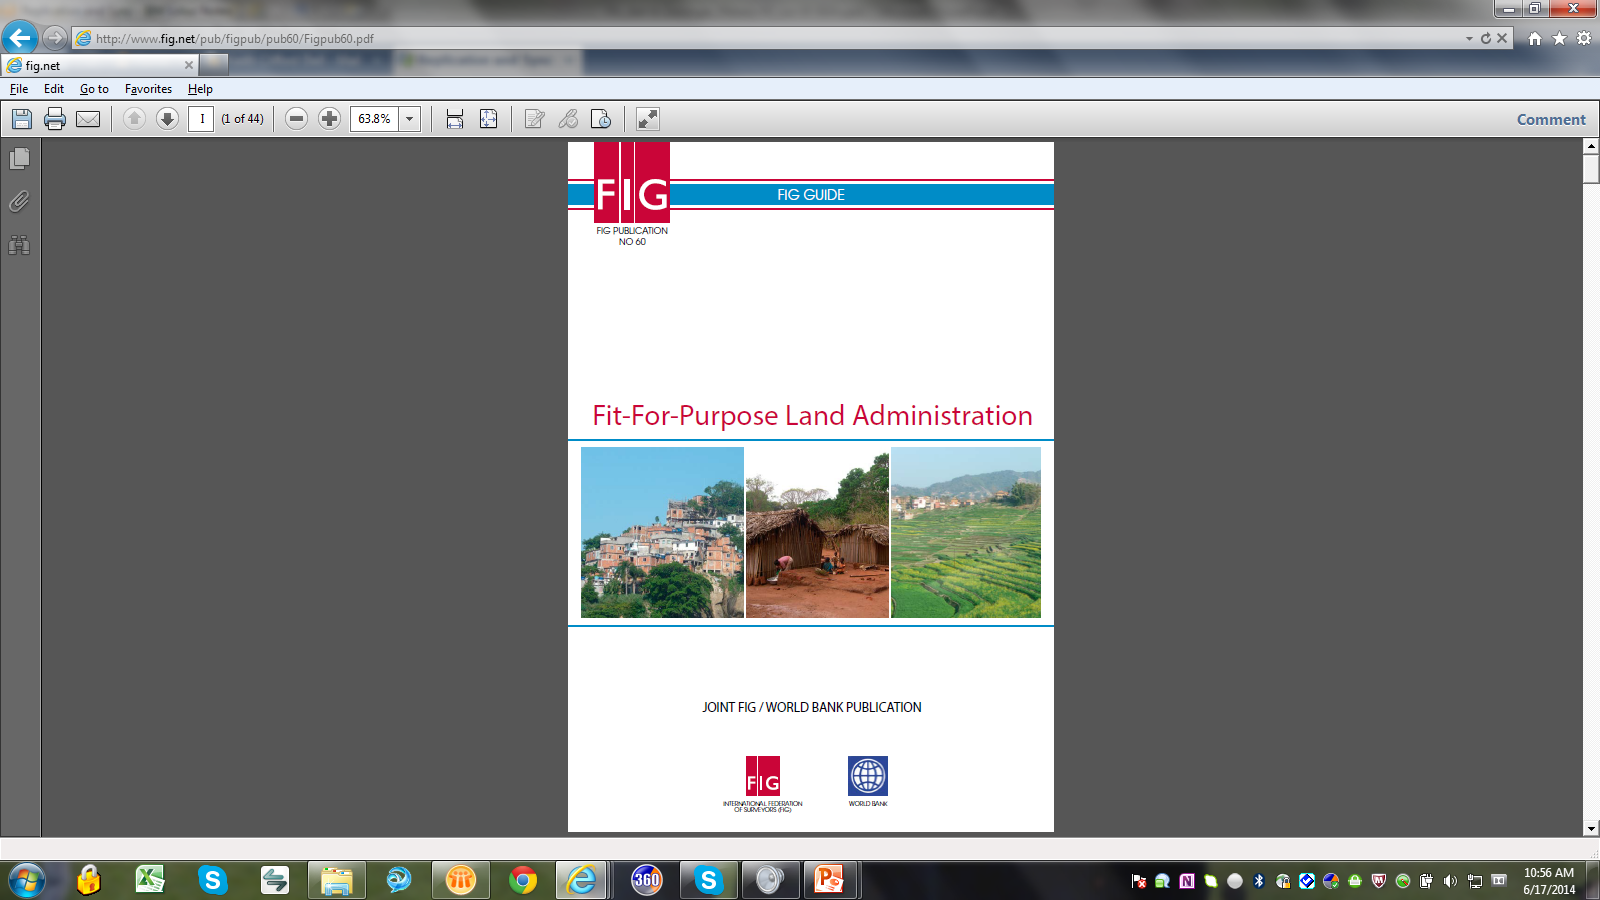 http://www.fig.net/pub/figpub/pub60/Figpub60.pdf
fig.net
File Edit Go to Favorites Help
I (1 of 44) 63.8% Comment
FIG
FIG GUIDE
FIG PUBLICATION
NO 60
Fit-For-Purpose Land Administration
JOINT FIG / WORLD BANK PUBLICATION
FIG
INTERNATIONAL FEDERATION
OF SURVEYORS (FIG)
WORLD BANK
360
10:56 AM
6/17/2014